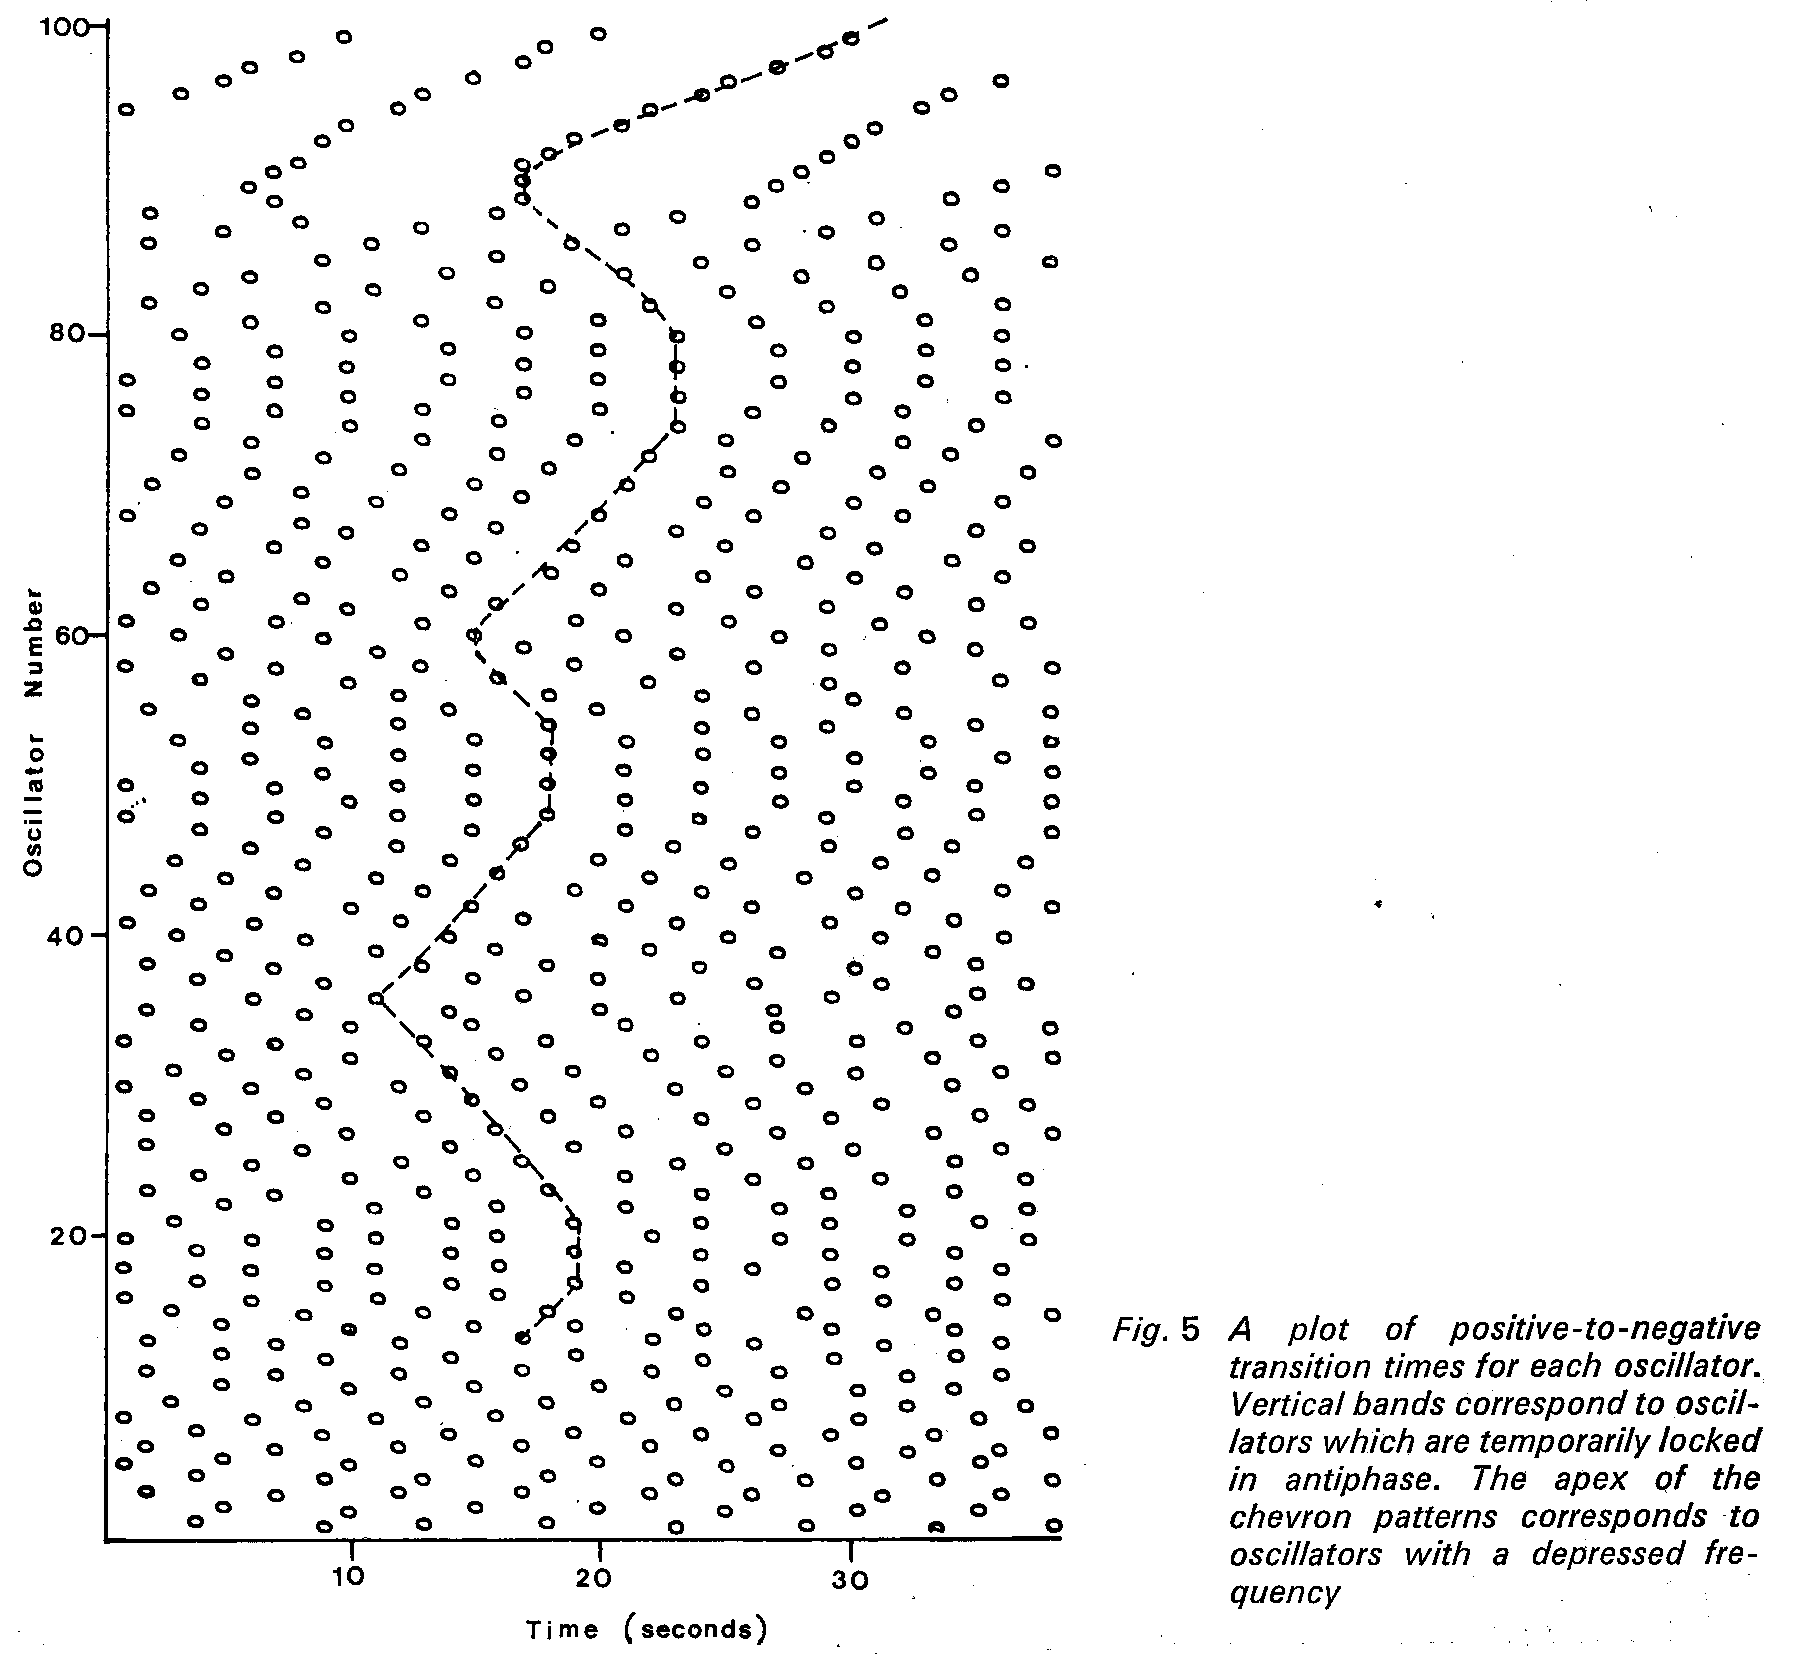 100
80
60
40
20
Oscillator Number
10 20 30
Time (seconds)
Fig. 5 A plot of positive-to-negative
transition times for each oscillator.
Vertical bands correspond to oscil-
lators which are temporarily locked
in antiphase. The apex of the
chevron patterns corresponds to
oscillators with a depressed fre-
quency